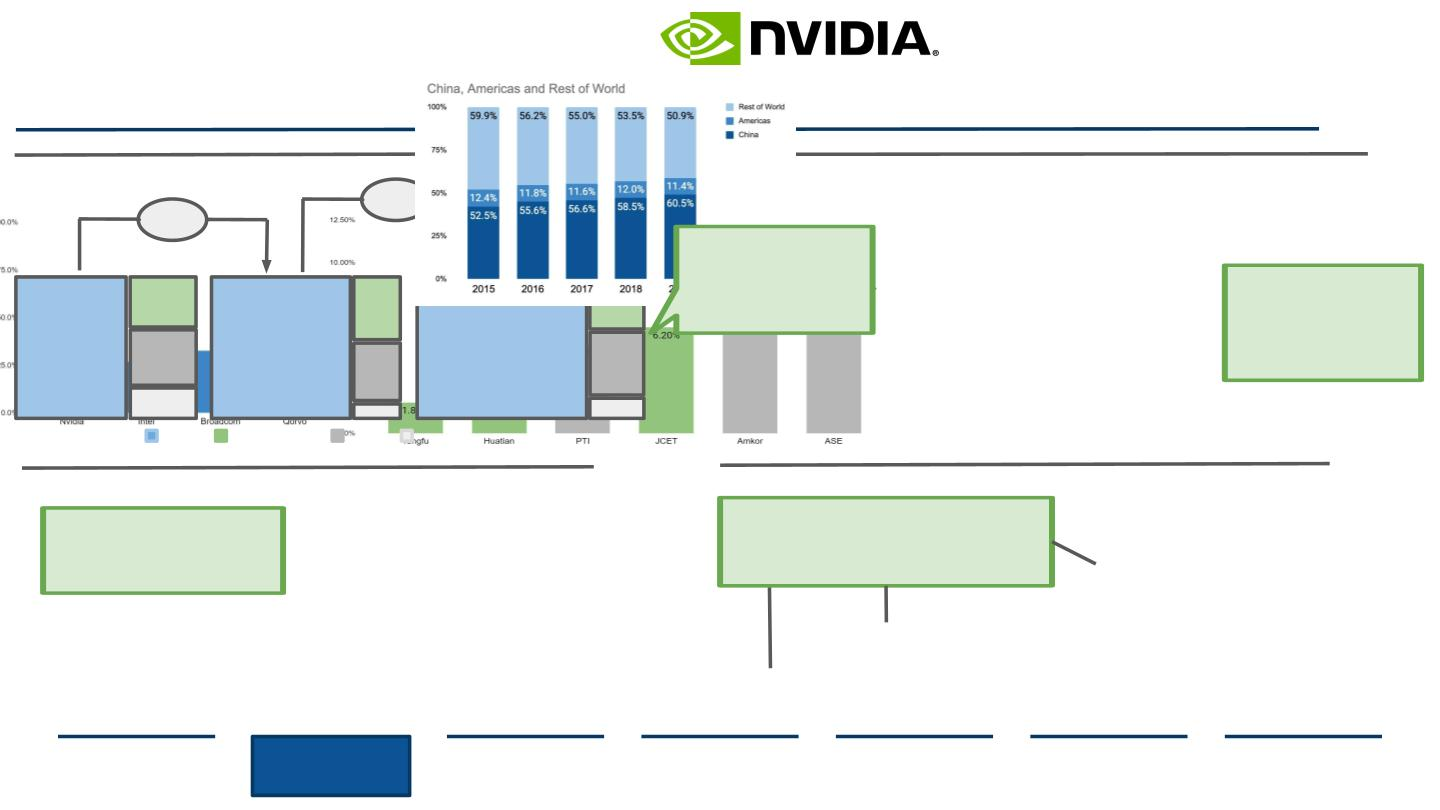 NVIDIA®
China, Americas and Rest of World
100%
75%
50%
25%
0%
59.9% 56.2% 55.0% 53.5% 50.9%
12.4% 11.8% 11.6% 12.0% 11.4%
52.5% 55.6% 56.6% 58.5% 60.5%
2015 2016 2017 2018
Rest of World
Americas
China
12.50%
10.00%
6.20%
Nvidia Intel Broadcom Qorvo
Huatian PTI JCET Amkor ASE